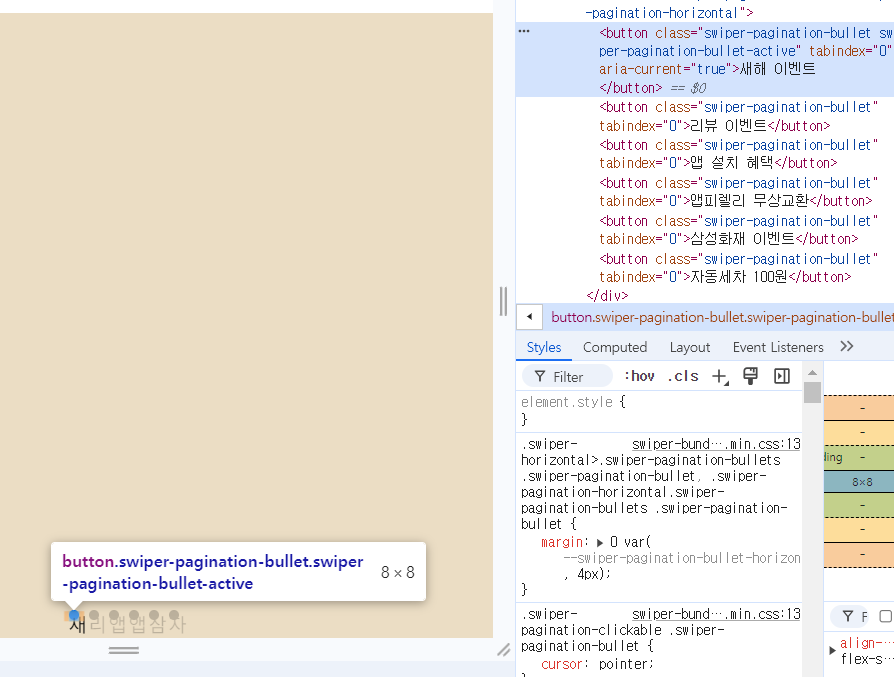 -pagination-horizontal">
<button class="swiper-pagination-bullet sw
per-pagination-bullet-active" tabindex="0"
aria-current="true">새해 이벤트
</button> == $0
<button class="swiper-pagination-bullet"
tabindex="0">리뷰 이벤트</button>
<button class="swiper-pagination-bullet"
tabindex="0">앱 설치 혜택</button>
<button class="swiper-pagination-bullet"
tabindex="0">앱피렐리 무상교환</button>
<button class="swiper-pagination-bullet"
tabindex="0">삼성화재 이벤트</button>
<button class="swiper-pagination-bullet"
tabindex="0">자동세차 100원</button>
</div>
button.swiper-pagination-bullet.swiper-pagination-bullet
Styles Computed Layout Event Listeners
Filter :hov .cls
element.style {
}
.swiper- swiper-bund….min.css:13
horizontal>.swiper-pagination-bullets
.swiper-pagination-bullet, .swiper-
pagination-horizontal.swiper-
pagination-bullets .swiper-pagination-
bullet {
margin: ▶ 0 var(
--swiper-pagination-bullet-horizon
, 4px);
}
.swiper- swiper-bund….min.css:13
pagination-clickable .swiper-
pagination-bullet {
cursor: pointer;
}
-
-
ding -
8×8
-
-
-
F
align-…
flex-s…
button.swiper-pagination-bullet.swiper
-pagination-bullet-active
8 × 8
새리앱앱삼자